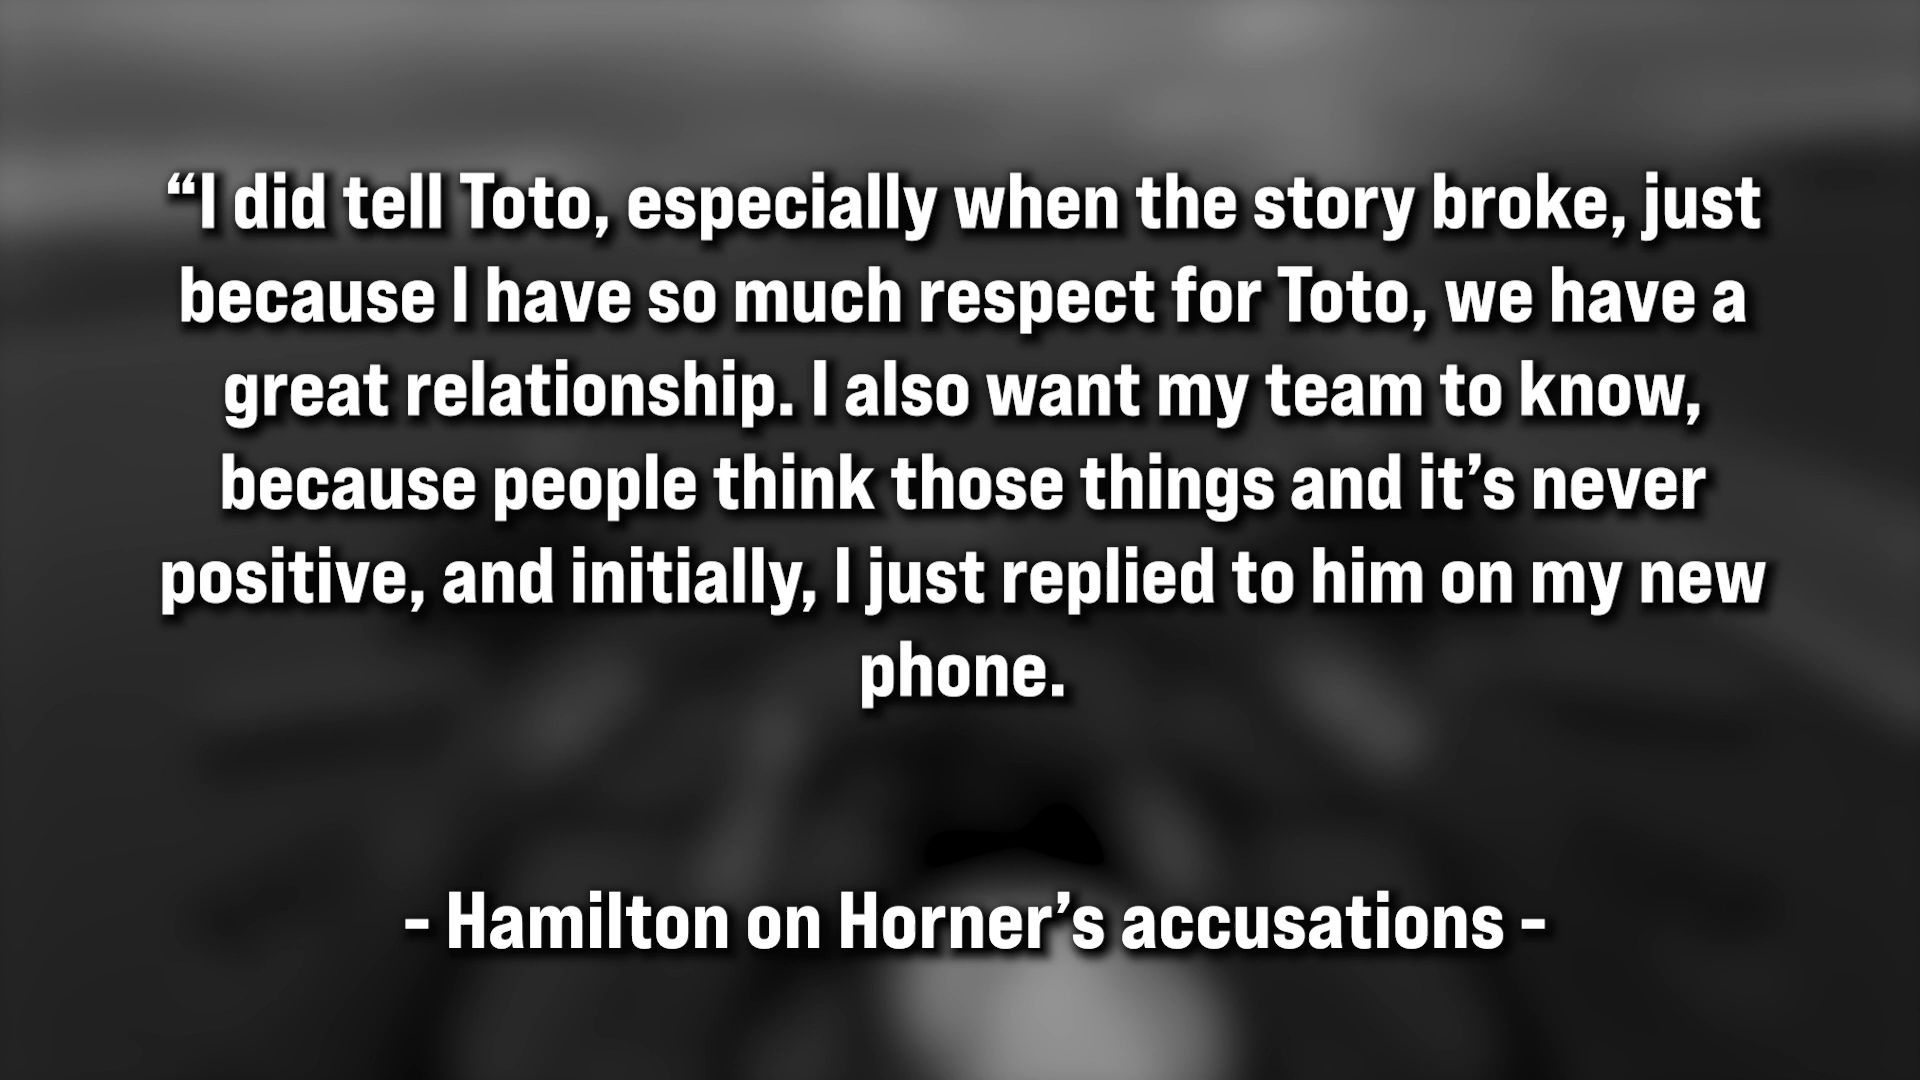 “I did tell Toto, especially when the story broke, just
because I have so much respect for Toto, we have a
great relationship. I also want my team to know,
because people think those things and it’s never
positive, and initially, I just replied to him on my new
phone.
- Hamilton on Horner’s accusations -